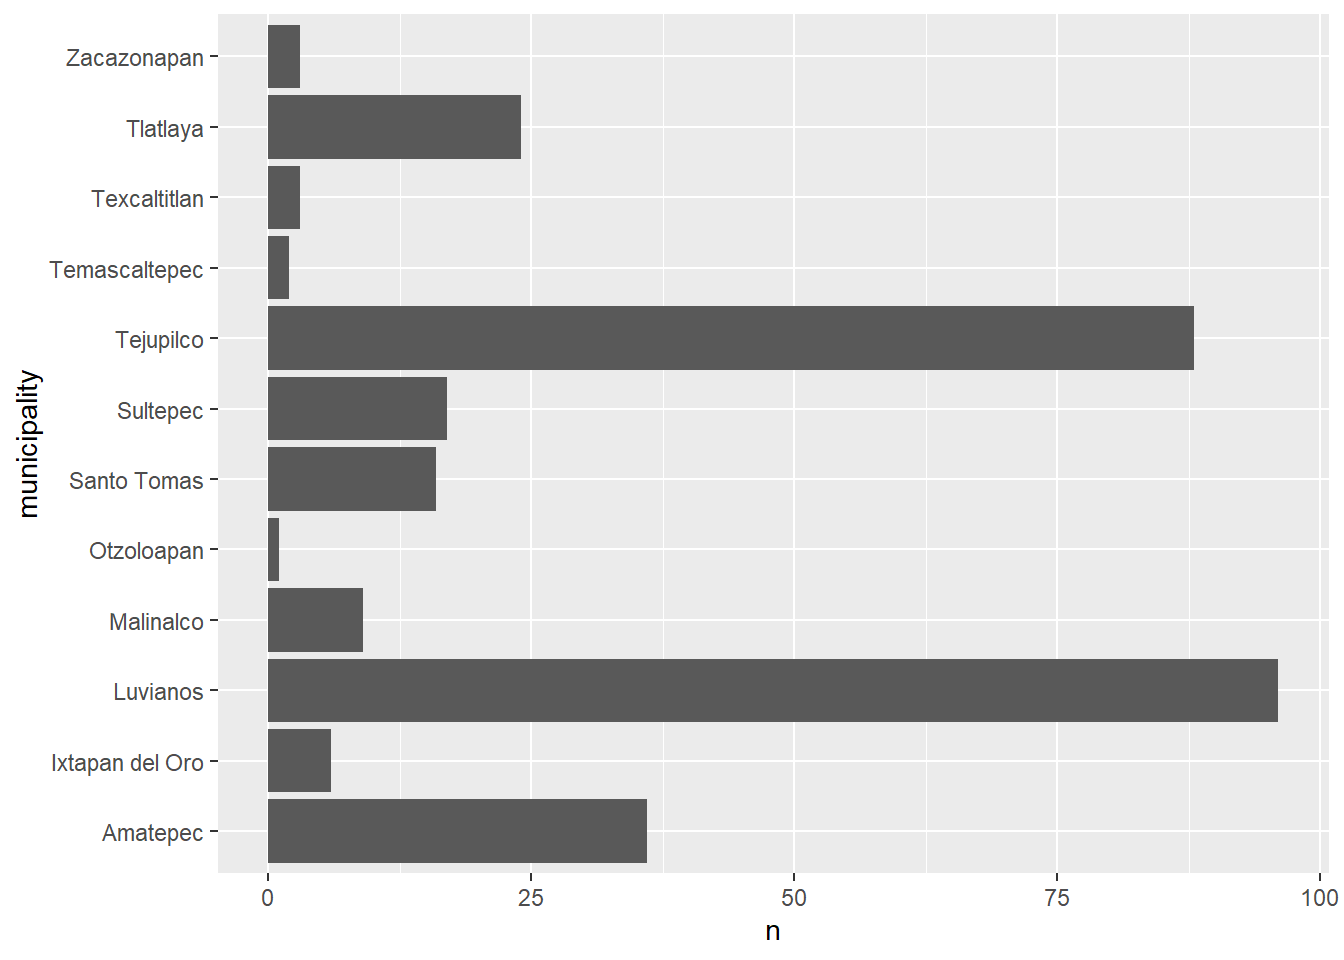 Zacazonapan
Tlatlaya
Texcaltitlan
Temascaltepec
Tejupilco
Sultepec
Santo Tomas
Otzoloapan
Malinalco
Luvianos
Ixtapan del Oro
Amatepec
municipality
0 25 50 75 100
n